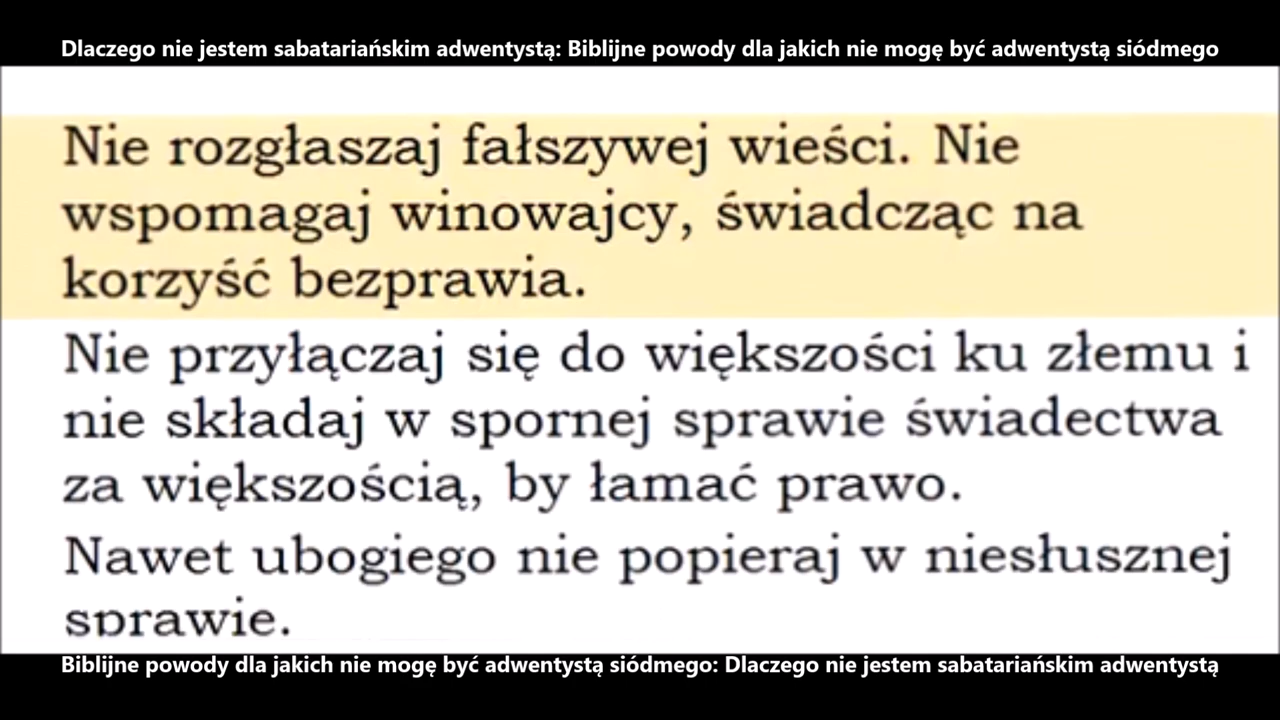 Dlaczego nie jestem sabatariańskim adwentystą: Biblijne powody dla jakich nie mogę być adwentystą siódmego
Nie rozgłaszaj fałszywej wieści. Nie
wspomagaj winowajcy, świadcząc na
korzyść bezprawia.
Nie przyłączaj się do większości ku złemu i
nie składaj w spornej sprawie świadectwa
za większością, by łamać prawo.
Nawet ubogiego nie popieraj w niesłusznej
sprawie.
Biblijne powody dla jakich nie mogę być adwentystą siódmego: Dlaczego nie jestem sabatariańskim adwentystą